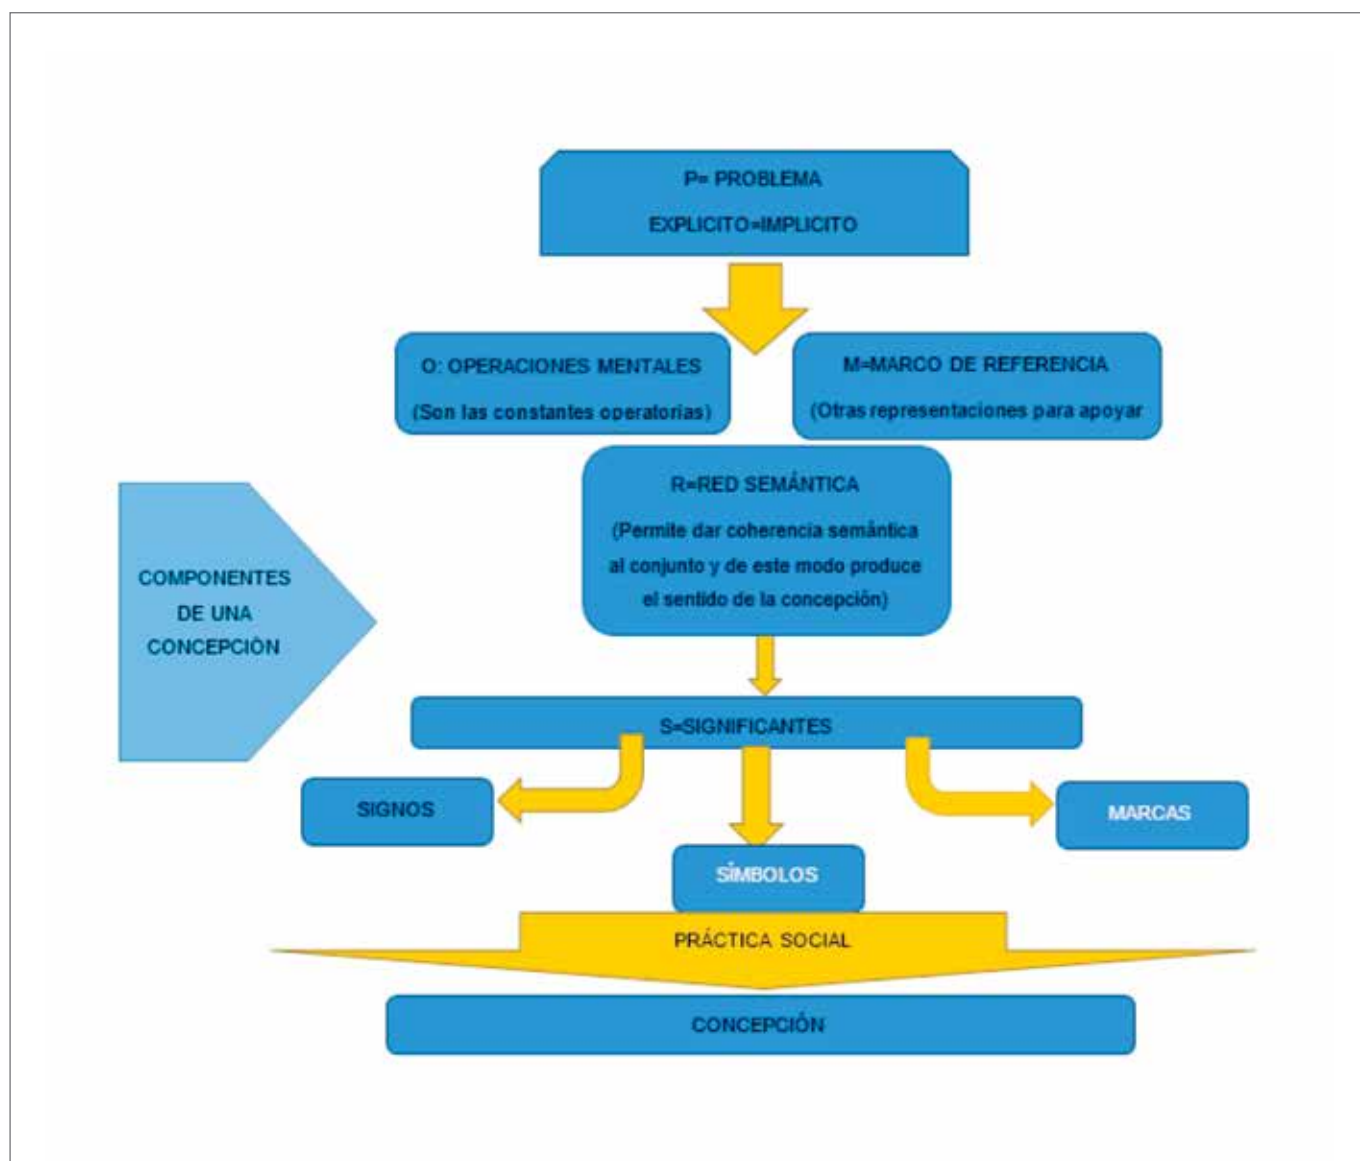 P= PROBLEMA
EXPLICITO=IMPLICITO
O: OPERACIONES MENTALES
(Son las constantes operatorias)
M=MARCO DE REFERENCIA
(Otras representaciones para apoyar
R=RED SEMÁNTICA
(Permite dar coherencia semântica
al conjunto y de este modo produce
el sentido de la concepción)
COMPONENTES
DE UNA
CONCEPCIÓN
S=SIGNIFICANTES
SIGNOS
MARCAS
SÍMBOLOS
PRÁCTICA SOCIAL
CONCEPCIÓN